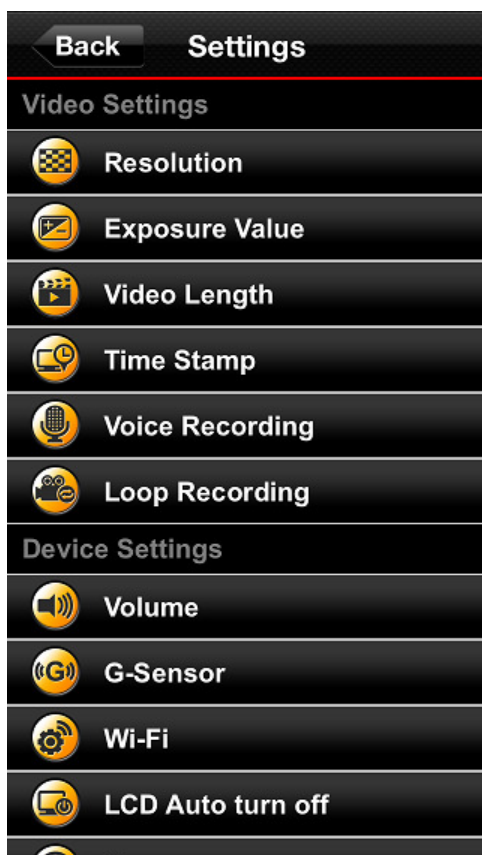 Back Settings
Video Settings
Resolution
Exposure Value
Video Length
Time Stamp
Voice Recording
Loop Recording
Device Settings
Volume
G-Sensor
Wi-Fi
LCD Auto turn off